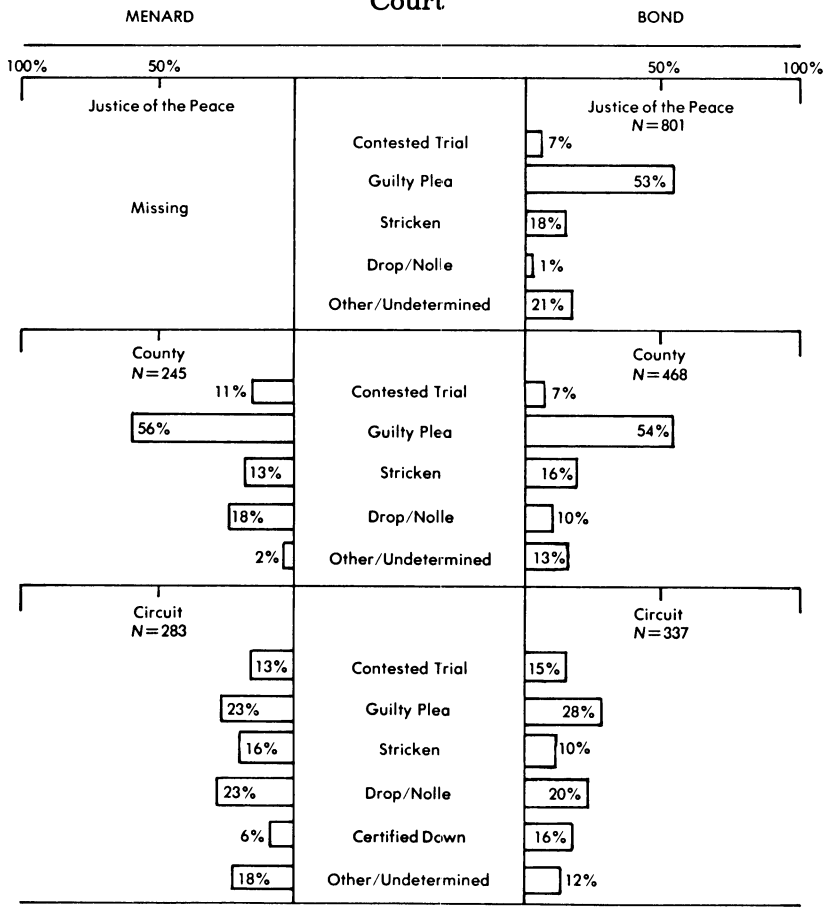 Court
MENARD BOND
100% 50% 50% 100%
Justice of the Peace Justice of the Peace
N=801
Contested Trial 7%
Guilty Plea 53%
Missing
Stricken 18%
Drop/Nolle 1%
Other/Undetermined 21%
County County
N=245 N=468
11% Contested Trial 7%
56% Guilty Plea 54%
13% Stricken 16%
18% Drop/Nolle 10%
2% Other/Undetermined 13%
Circuit Circuit
N=283 N=337
13% Contested Trial 15%
23% Guilty Plea 28%
16% Stricken 10%
23% Drop/Nolle 20%
6% Certified Down 16%
18% Other/Undetermined 12%